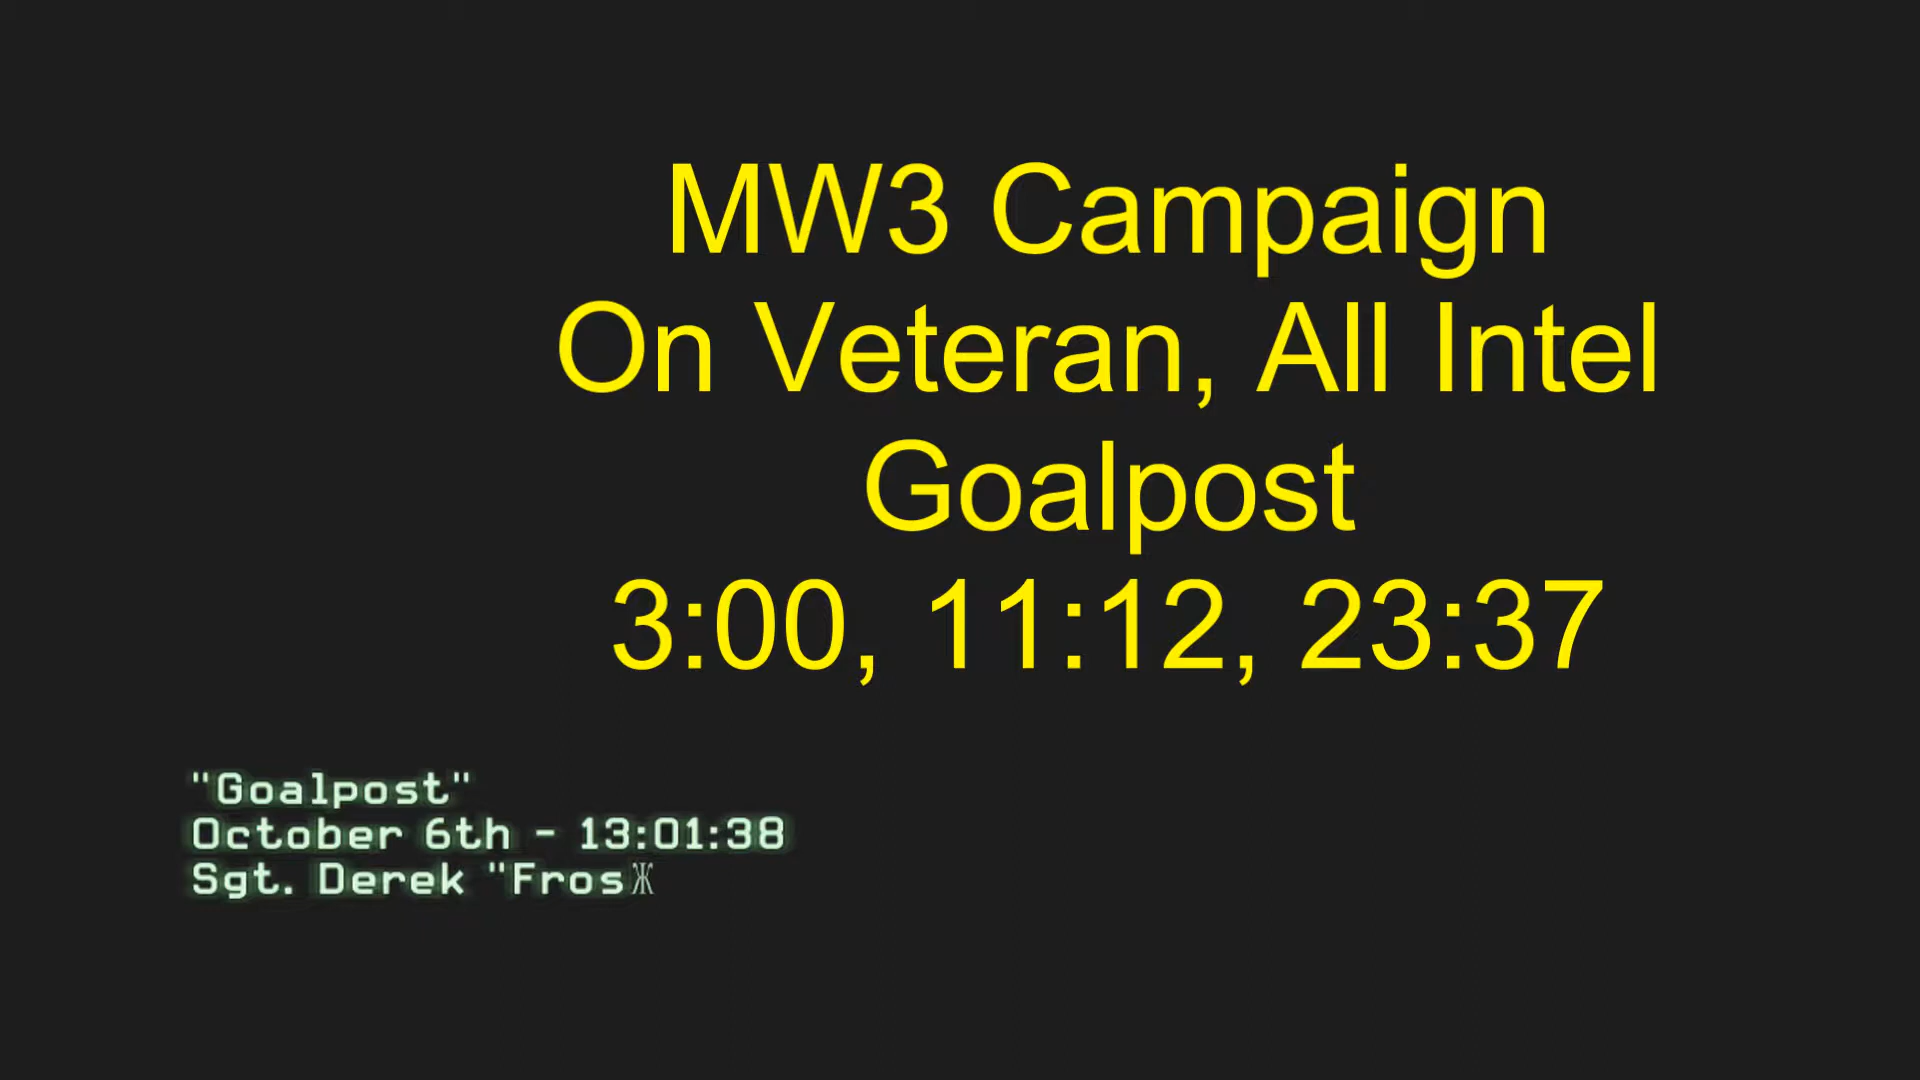 MW3 Campaign
On Veteran, All Intel
Goalpost
3:00, 11:12, 23:37
"Goalpost"
October 6th - 13:01:38
Sgt. Derek "FrosЖ